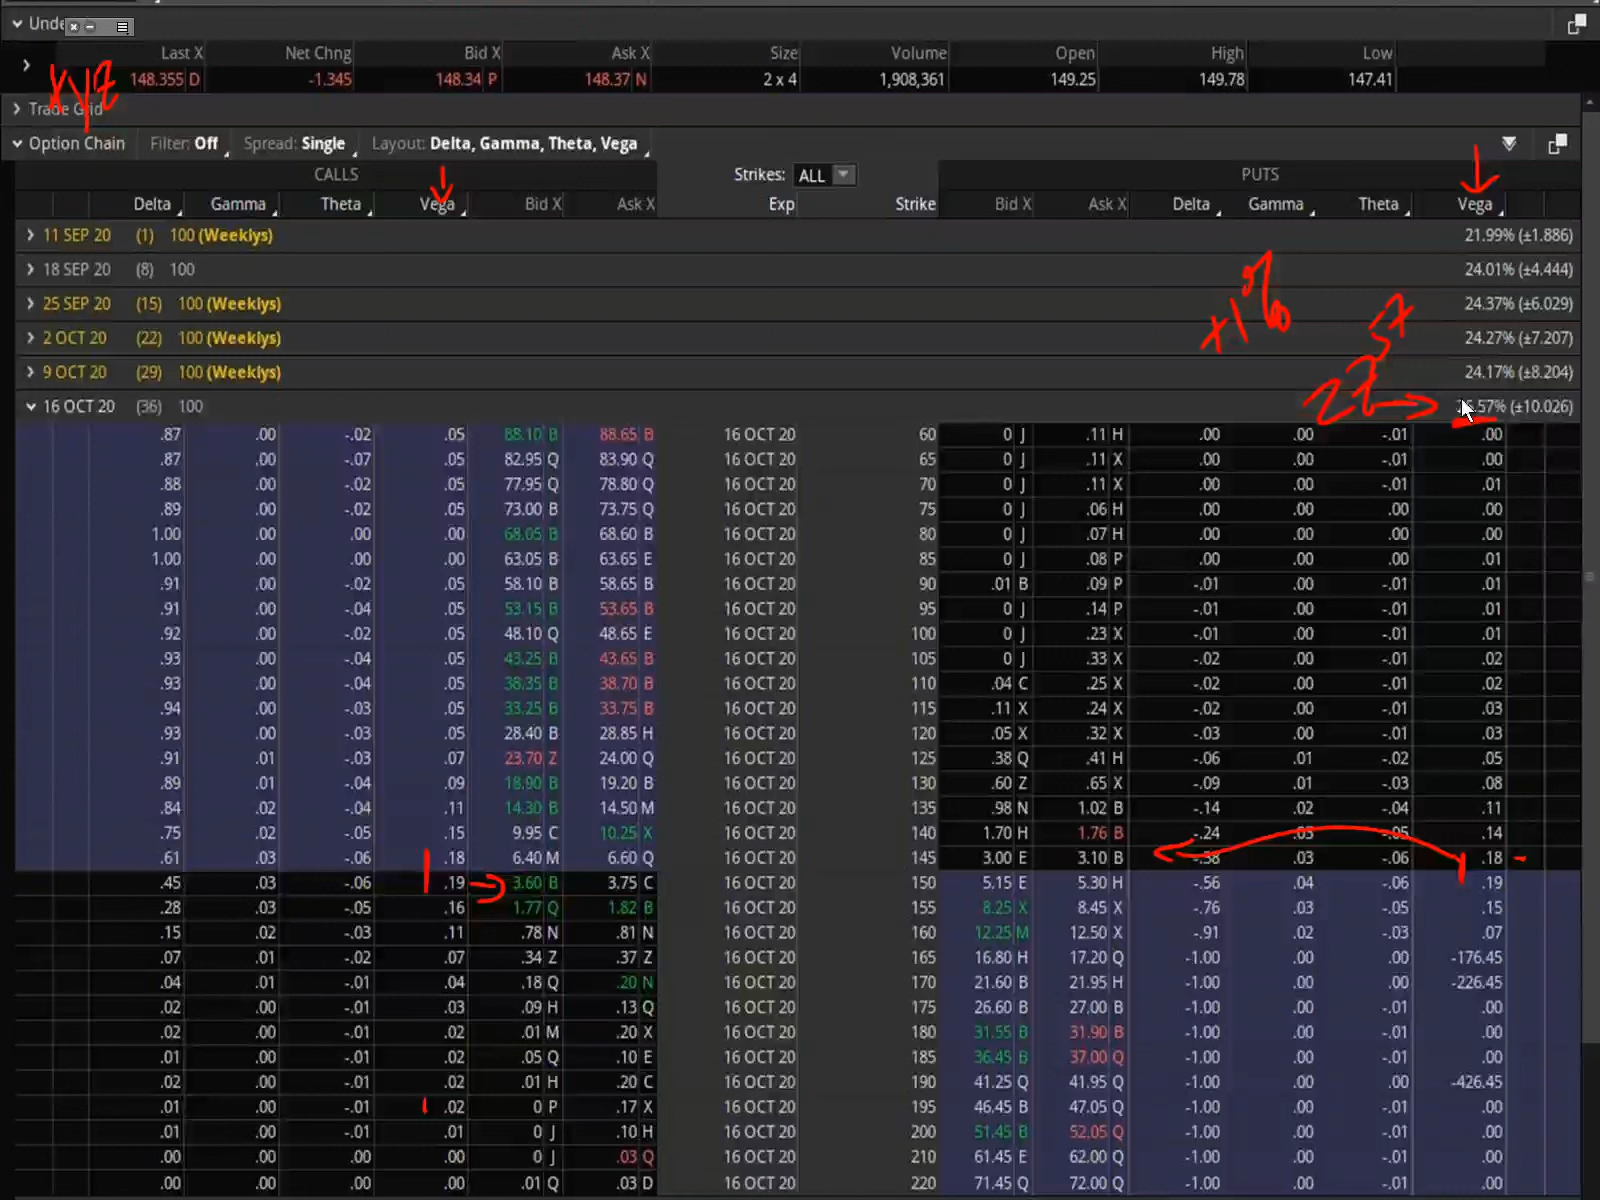 Unde
Last X Net Chng Bid X Ask X Size Volume Open High Low
xyz 148.355 D -1.345 148.34 P 148.37 N 2 x 4 1,908,361 149.25 149.78 147.41
Trade Grid
Option Chain Filter: Off Spread: Single Layout: Delta, Gamma, Theta, Vega
CALLS Strikes: ALL PUTS
Delta Gamma Theta Vega Bid X Ask X Exp Strike Bid X Ask X Delta Gamma Theta Vega
11 SEP 20 (1) 100 (Weeklys) 21.99% (±1.886)
18 SEP 20 (8) 100 24.01% (±4.444)
25 SEP 20 (15) 100 (Weeklys) 24.37% (±6.029)
+1%
2 OCT 20 (22) 100 (Weeklys) 24.27% (±7.207)
9 OCT 20 (29) 100 (Weeklys) 24.17% (±8.204)
27 57
16 OCT 20 (36) 100 .57% (±10.026)
.87 .00 -.02 .05 88.10 B 88.65 B 16 OCT 20 60 0 J .11 H .00 .00 -.01 .00
.87 .00 -.07 .05 82.95 Q 83.90 Q 16 OCT 20 65 0 J .11 X .00 .00 -.01 .00
.88 .00 -.02 .05 77.95 Q 78.80 Q 16 OCT 20 70 0 J .11 X .00 .00 -.01 .01
.89 .00 -.02 .05 73.00 B 73.75 Q 16 OCT 20 75 0 J .06 H .00 .00 .00 .00
1.00 .00 .00 .00 68.05 B 68.60 B 16 OCT 20 80 0 J .07 H .00 .00 .00 .00
1.00 .00 .00 .00 63.05 B 63.65 E 16 OCT 20 85 0 J .08 P .00 .00 .00 .01
.91 .00 -.02 .05 58.10 B 58.65 B 16 OCT 20 90 .01 B .09 P -.01 .00 -.01 .01
.91 .00 -.04 .05 53.15 B 53.65 B 16 OCT 20 95 0 J .14 P -.01 .00 -.01 .01
.92 .00 -.02 .05 48.10 Q 48.65 E 16 OCT 20 100 0 J .23 X -.01 .00 -.01 .01
.93 .00 -.04 .05 43.25 B 43.65 B 16 OCT 20 105 0 J .33 X -.02 .00 -.01 .02
.93 .00 -.04 .05 38.35 B 38.70 B 16 OCT 20 110 .04 C .25 X -.02 .00 -.01 .02
.94 .00 -.03 .05 33.25 B 33.75 B 16 OCT 20 115 .11 X .24 X -.02 .00 -.01 .03
.93 .00 -.03 .05 28.40 B 28.85 H 16 OCT 20 120 .05 X .32 X -.03 .00 -.01 .03
.91 .01 -.03 .07 23.70 Z 24.00 Q 16 OCT 20 125 .38 Q .41 H -.06 .01 -.02 .05
.89 .01 -.04 .09 18.90 B 19.20 B 16 OCT 20 130 .60 Z .65 X -.09 .01 -.03 .08
.84 .02 -.04 .11 14.30 B 14.50 M 16 OCT 20 135 .98 N 1.02 B -.14 .02 -.04 .11
.75 .02 -.05 .15 9.95 C 10.25 X 16 OCT 20 140 1.70 H 1.76 B -.24 .03 -.05 .14
.61 .03 -.06 .18 6.40 M 6.60 Q 16 OCT 20 145 3.00 E 3.10 B -.38 .03 -.06 .18
.45 .03 -.06 .19 3.60 B 3.75 C 16 OCT 20 150 5.15 E 5.30 H -.56 .04 -.06 .19
.28 .03 -.05 .16 1.77 Q 1.82 B 16 OCT 20 155 8.25 X 8.45 X -.76 .03 -.05 .15
.15 .02 -.03 .11 .78 N .81 N 16 OCT 20 160 12.25 M 12.50 X -.91 .02 -.03 .07
.07 .01 -.02 .07 .34 Z .37 Z 16 OCT 20 165 16.80 H 17.20 Q -1.00 .00 .00 -176.45
.04 .01 -.01 .04 .18 Q .20 N 16 OCT 20 170 21.60 B 21.95 H -1.00 .00 .00 -226.45
.02 .00 -.01 .03 .09 H .13 Q 16 OCT 20 175 26.60 B 27.00 B -1.00 .00 -.01 .00
.02 .00 -.01 .02 .01 M .20 X 16 OCT 20 180 31.55 B 31.90 B -1.00 .00 -.01 .00
.01 .00 -.01 .02 .05 Q .10 E 16 OCT 20 185 36.45 B 37.00 Q -1.00 .00 -.01 .00
.02 .00 -.01 .02 .01 H .20 C 16 OCT 20 190 41.25 Q 41.95 Q -1.00 .00 .00 -426.45
.01 .00 -.01 .02 0 P .17 X 16 OCT 20 195 46.45 B 47.05 Q -1.00 .00 -.01 .00
.01 .00 -.01 .01 0 J .10 H 16 OCT 20 200 51.45 B 52.05 Q -1.00 .00 -.01 .00
.00 .00 .00 .00 0 J .03 Q 16 OCT 20 210 61.45 E 62.00 Q -1.00 .00 -.01 .00
.00 .00 .00 .00 .01 Q .03 D 16 OCT 20 220 71.45 Q 72.00 Q -1.00 .00 -.01 .00